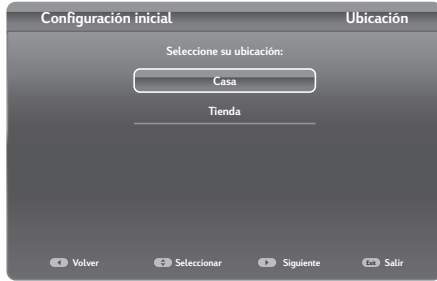 Configuración inicial Ubicación
Seleccione su ubicación:
Casa
Tienda
Volver Seleccionar Siguiente Exit Salir